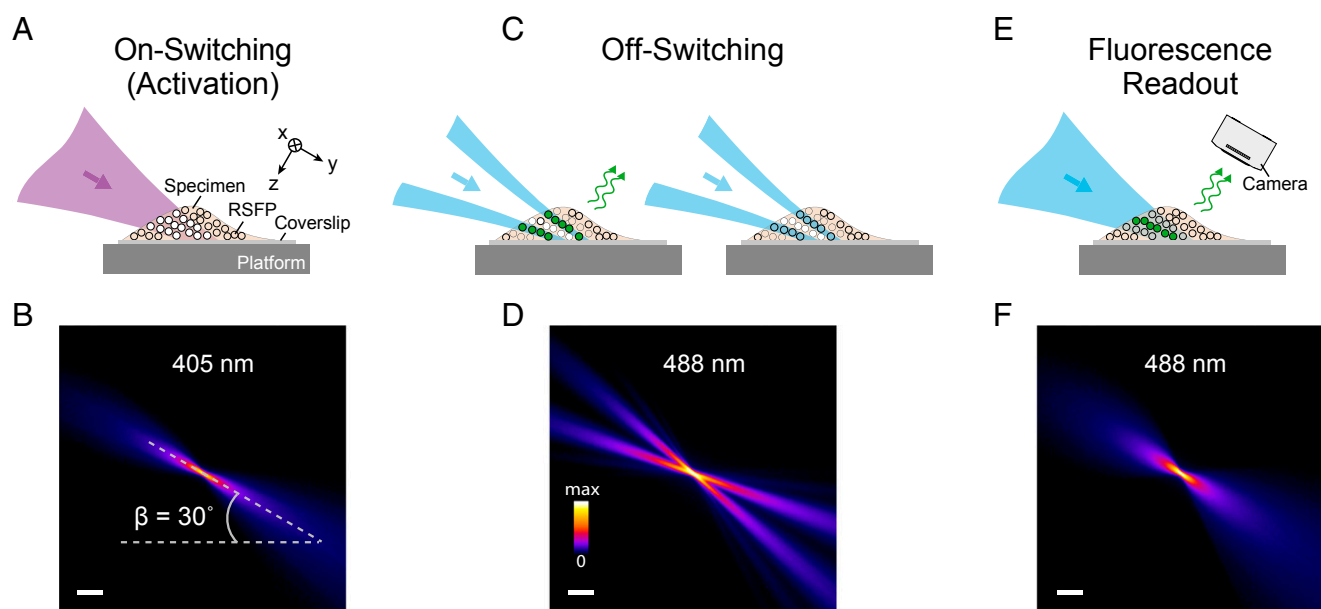 A
On-Switching
(Activation)
x
y
z
Specimen
RSFP
Coverslip
Platform
C
Off-Switching
E
Fluorescence
Readout
Camera
B
405 nm
β = 30°
D
488 nm
max
0
F
488 nm